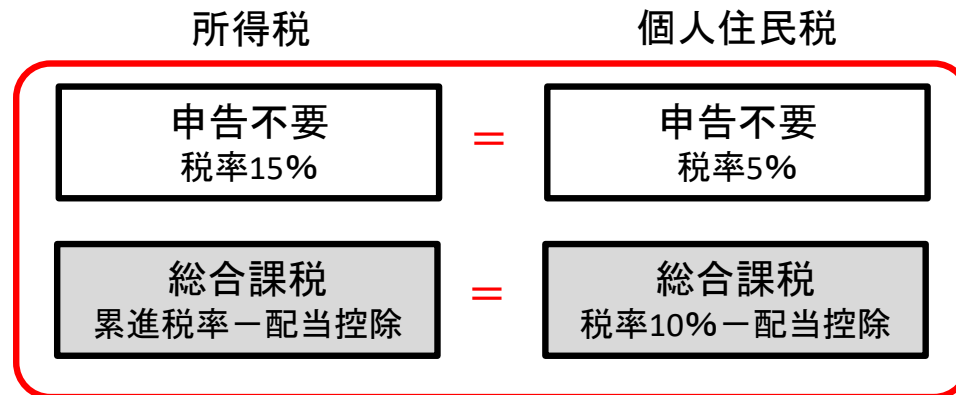 所得税
個人住民税
申告不要
税率15%
＝
申告不要
税率5%
総合課税
累進税率－配当控除
＝
総合課税
税率10%－配当控除